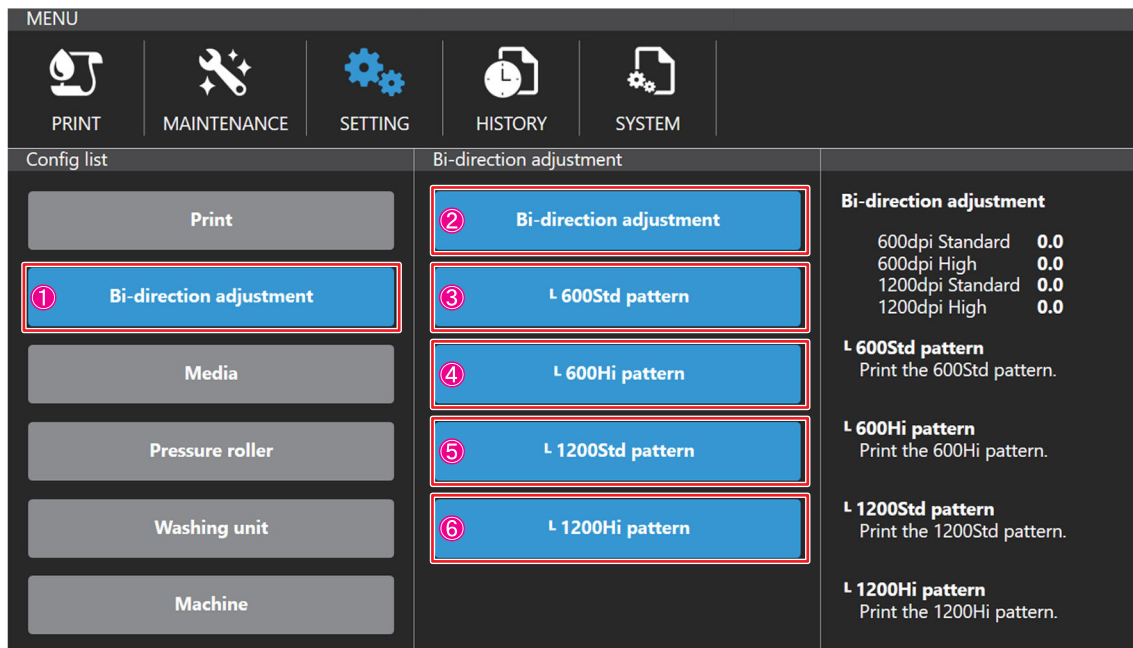 MENU
PRINT
MAINTENANCE
SETTING
HISTORY
SYSTEM
Config list
Print
① Bi-direction adjustment
Media
Pressure roller
Washing unit
Machine
Bi-direction adjustment
② Bi-direction adjustment
③ └ 600Std pattern
④ └ 600Hi pattern
⑤ └ 1200Std pattern
⑥ └ 1200Hi pattern
Bi-direction adjustment
600dpi Standard 0.0
600dpi High 0.0
1200dpi Standard 0.0
1200dpi High 0.0
└ 600Std pattern
Print the 600Std pattern.
└ 600Hi pattern
Print the 600Hi pattern.
└ 1200Std pattern
Print the 1200Std pattern.
└ 1200Hi pattern
Print the 1200Hi pattern.